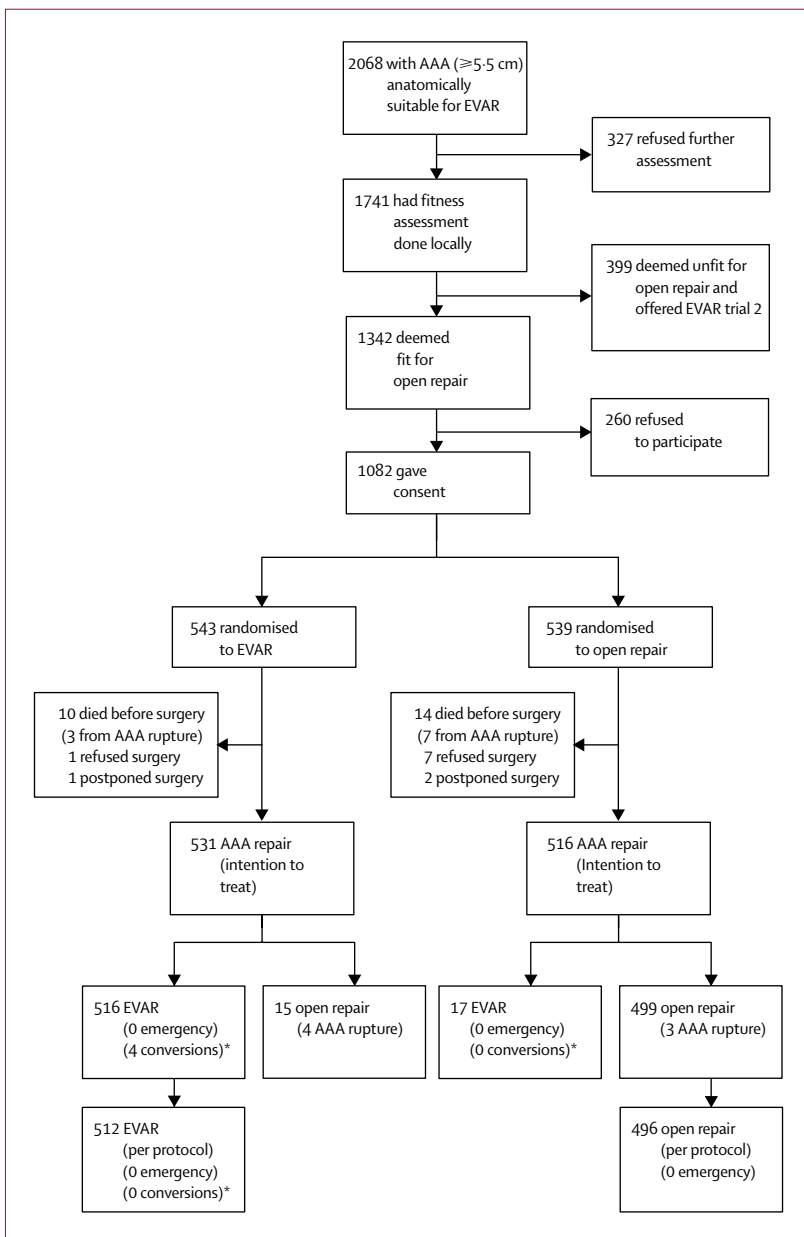 2068 with AAA (≥5·5 cm)
anatomically
suitable for EVAR
327 refused further
assessment
1741 had fitness
assessment
done locally
399 deemed unfit for
open repair and
offered EVAR trial 2
1342 deemed
fit for
open repair
260 refused
to participate
1082 gave
consent
543 randomised
to EVAR
539 randomised
to open repair
10 died before surgery
(3 from AAA rupture)
1 refused surgery
1 postponed surgery
14 died before surgery
(7 from AAA rupture)
7 refused surgery
2 postponed surgery
531 AAA repair
(intention to
treat)
516 AAA repair
(Intention to
treat)
516 EVAR
(0 emergency)
(4 conversions)*
15 open repair
(4 AAA rupture)
17 EVAR
(0 emergency)
(0 conversions)*
499 open repair
(3 AAA rupture)
512 EVAR
(per protocol)
(0 emergency)
(0 conversions)*
496 open repair
(per protocol)
(0 emergency)